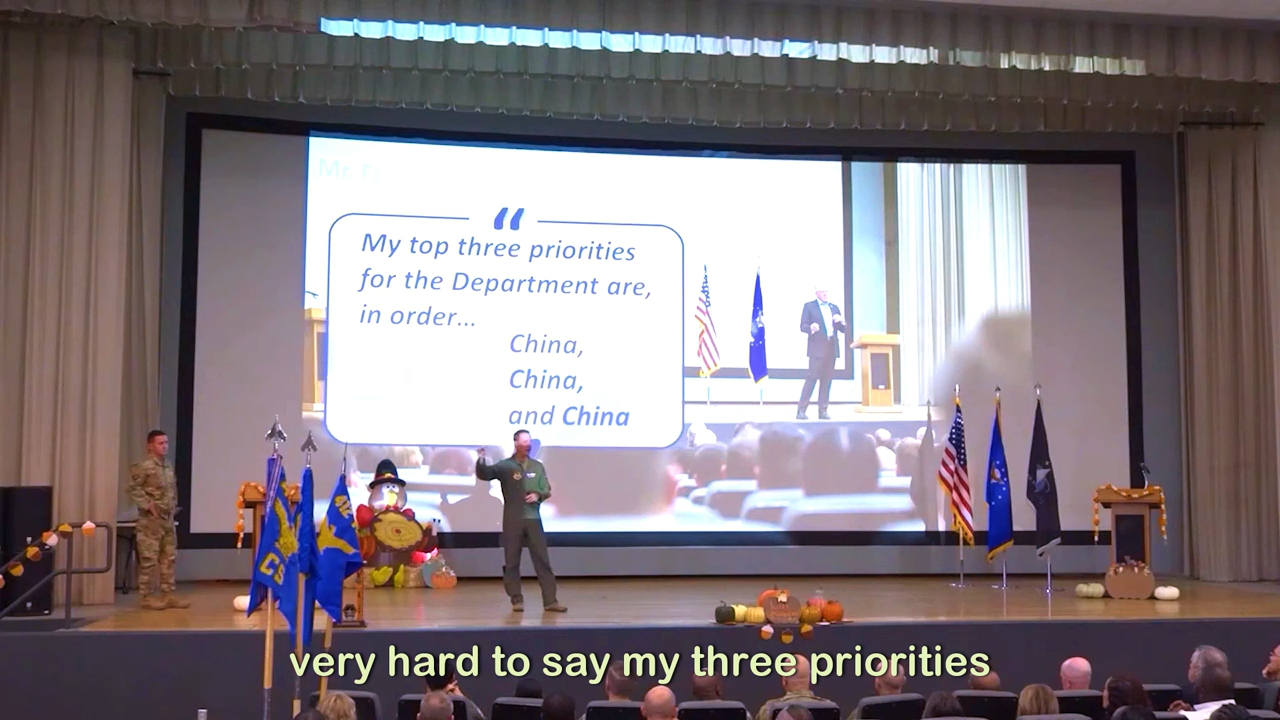 “
My top three priorities
for the Department are,
in order...
China,
China,
and China
very hard to say my three priorities